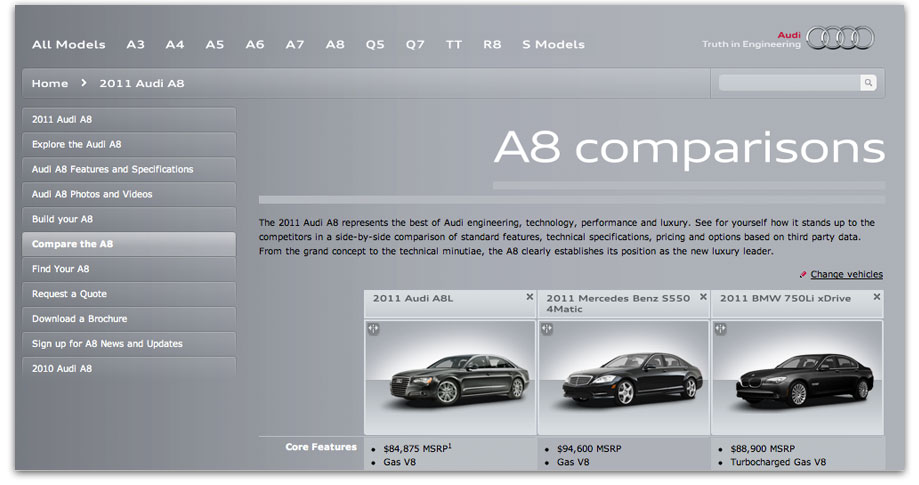 All Models A3 A4 A5 A6 A7 A8 Q5 Q7 TT R8 S Models
Audi
Truth in Engineering
Home > 2011 Audi A8
2011 Audi A8
Explore the Audi A8
Audi A8 Features and Specifications
Audi A8 Photos and Videos
Build your A8
Compare the A8
Find Your A8
Request a Quote
Download a Brochure
Sign up for A8 News and Updates
2010 Audi A8
A8 comparisons
The 2011 Audi A8 represents the best of Audi engineering, technology, performance and luxury. See for yourself how it stands up to the
competitors in a side-by-side comparison of standard features, technical specifications, pricing and options based on third party data.
From the grand concept to the technical minutiae, the A8 clearly establishes its position as the new luxury leader.
Change vehicles
2011 Audi A8L
2011 Mercedes Benz S550
4Matic
2011 BMW 750Li xDrive
Core Features
• $84,875 MSRP1
• Gas V8
• $94,600 MSRP
• Gas V8
• $88,900 MSRP
• Turbocharged Gas V8